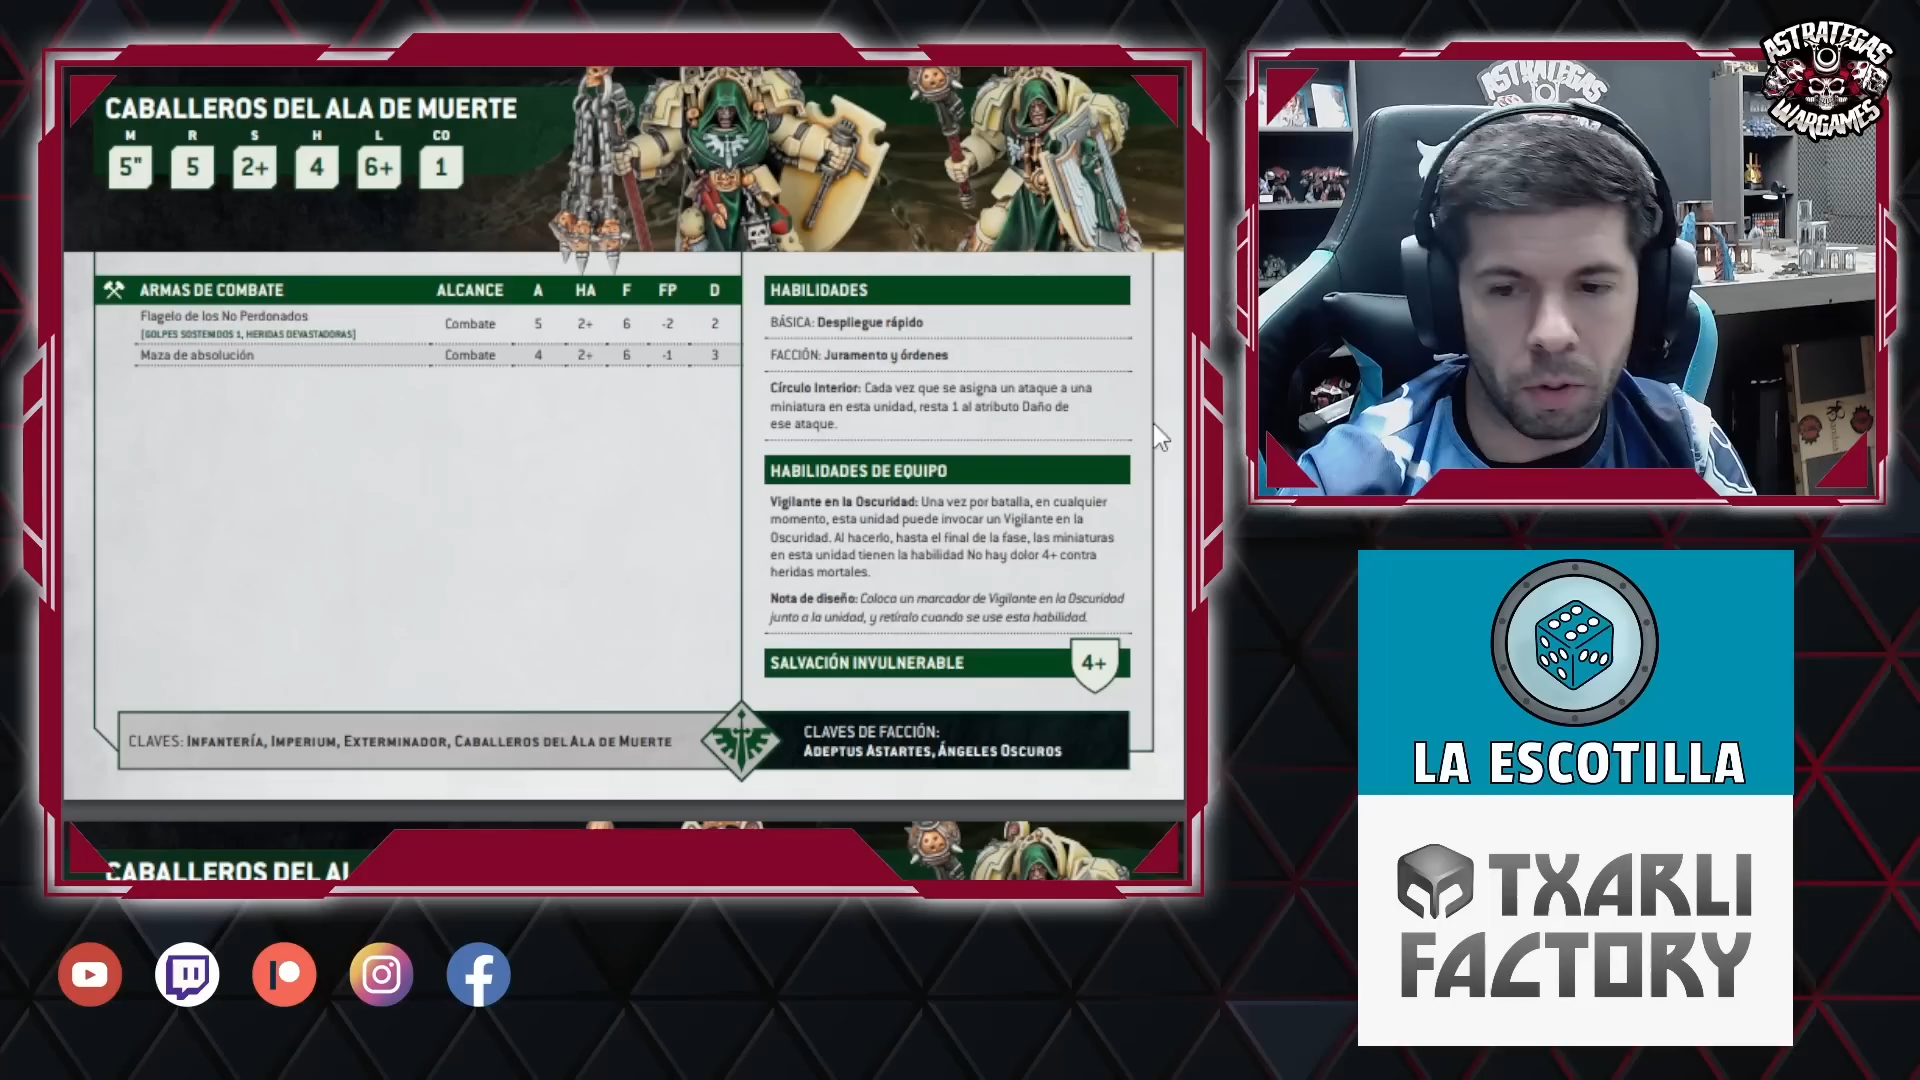 CABALLEROS DEL ALA DE MUERTE
M R S H L CO
5" 5 2+ 4 6+ 1
ARMAS DE COMBATE ALCANCE A HA F FP D
Flagelo de los No Perdonados
[GOLPES SOSTENIDOS 1, HERIDAS DEVASTADORAS]
Combate 5 2+ 6 -2 2
Maza de absolución Combate 4 2+ 6 -1 3
HABILIDADES
BÁSICA: Despliegue rápido
FACCIÓN: Juramento y órdenes
Círculo Interior: Cada vez que se asigna un ataque a una
miniatura en esta unidad, resta 1 al atributo Daño de
ese ataque.
HABILIDADES DE EQUIPO
Vigilante en la Oscuridad: Una vez por batalla, en cualquier
momento, esta unidad puede invocar un Vigilante en la
Oscuridad. Al hacerlo, hasta el final de la fase, las miniaturas
en esta unidad tienen la habilidad No hay dolor 4+ contra
heridas mortales.
Nota de diseño: Coloca un marcador de Vigilante en la Oscuridad
junto a la unidad, y retíralo cuando se use esta habilidad.
SALVACIÓN INVULNERABLE 4+
CLAVES: INFANTERÍA, IMPERIUM, EXTERMINADOR, CABALLEROS DEL ALA DE MUERTE
CLAVES DE FACCIÓN:
ADEPTUS ASTARTES, ÁNGELES OSCUROS
CABALLEROS DEL AL
ASTRATEGAS
WARGAMES
ASTRATEGAS
LA ESCOTILLA
TXARLI
FACTORY